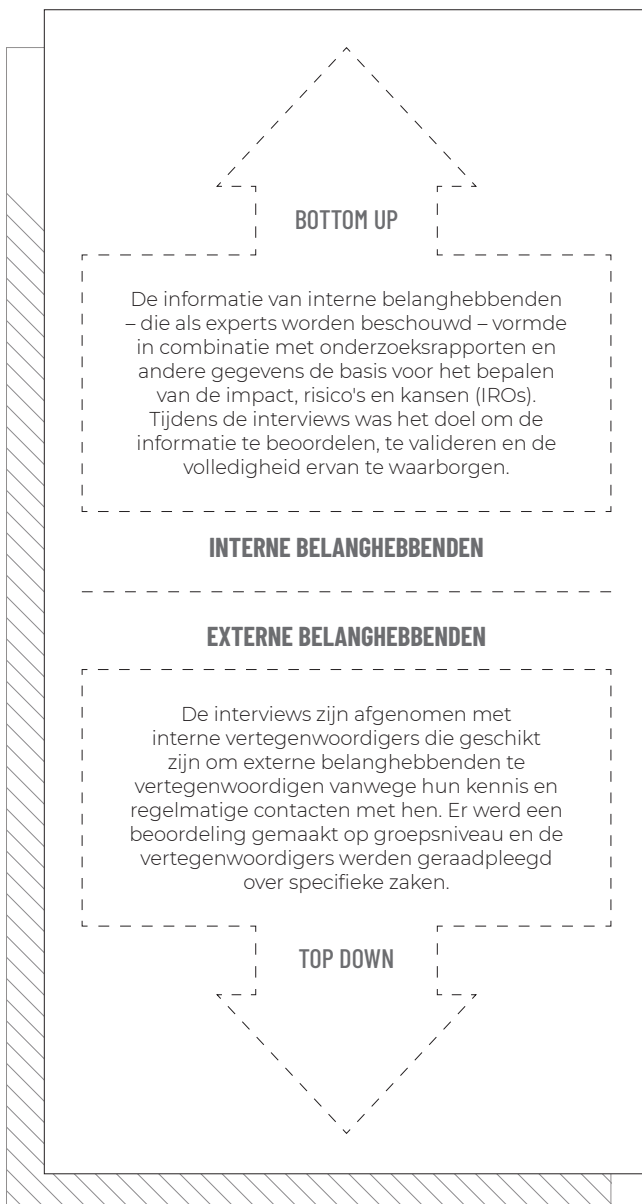 BOTTOM UP
De informatie van interne belanghebbenden
– die als experts worden beschouwd – vormde
in combinatie met onderzoeksrapporten en
andere gegevens de basis voor het bepalen
van de impact, risico's en kansen (IROs).
Tijdens de interviews was het doel om de
informatie te beoordelen, te valideren en de
volledigheid ervan te waarborgen.
INTERNE BELANGHEBBENDEN
EXTERNE BELANGHEBBENDEN
De interviews zijn afgenomen met
interne vertegenwoordigers die geschikt
zijn om externe belanghebbenden te
vertegenwoordigen vanwege hun kennis en
regelmatige contacten met hen. Er werd een
beoordeling gemaakt op groepsniveau en de
vertegenwoordigers werden geraadpleegd
over specifieke zaken.
TOP DOWN